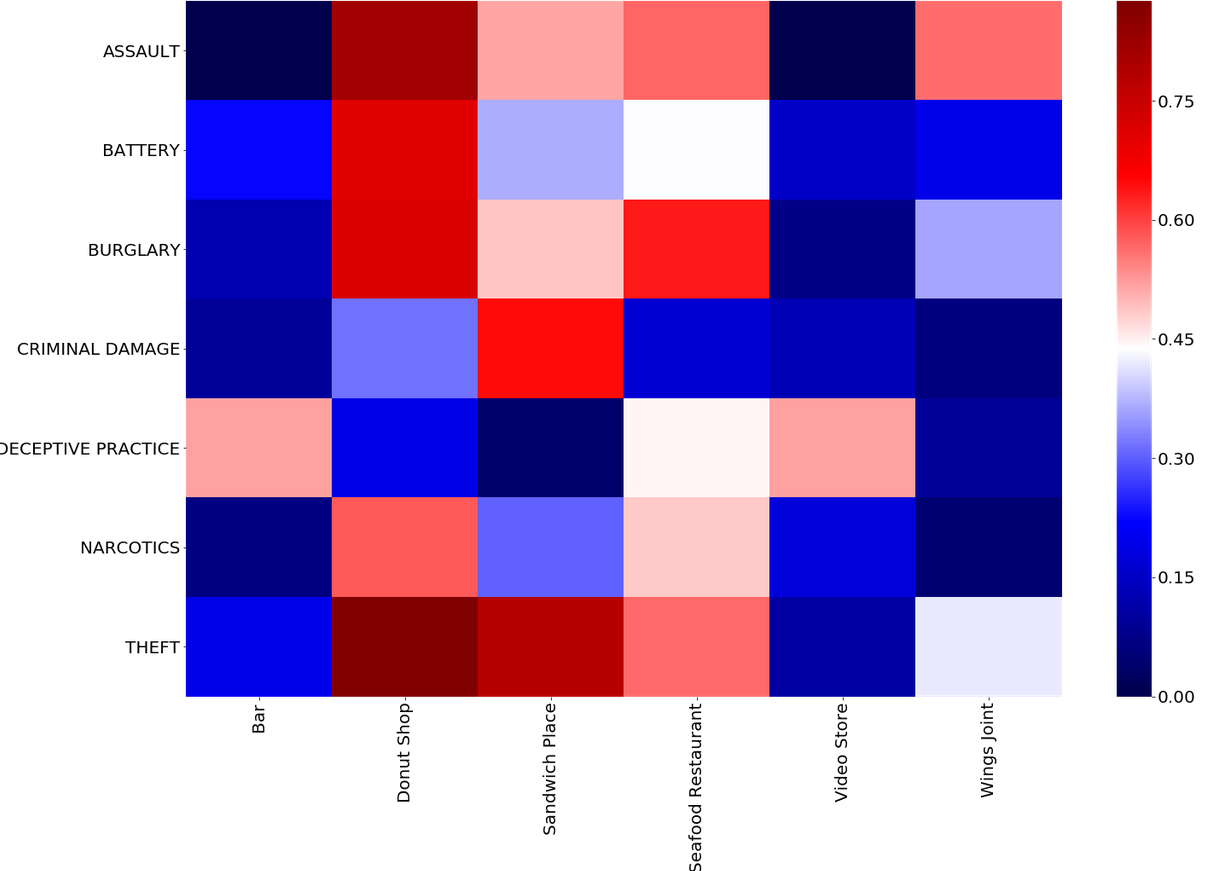 ASSAULT
BATTERY
BURGLARY
CRIMINAL DAMAGE
DECEPTIVE PRACTICE
NARCOTICS
THEFT
Bar
Donut Shop
Sandwich Place
Seafood Restaurant
Video Store
Wings Joint
0.75
0.60
0.45
0.30
0.15
0.00